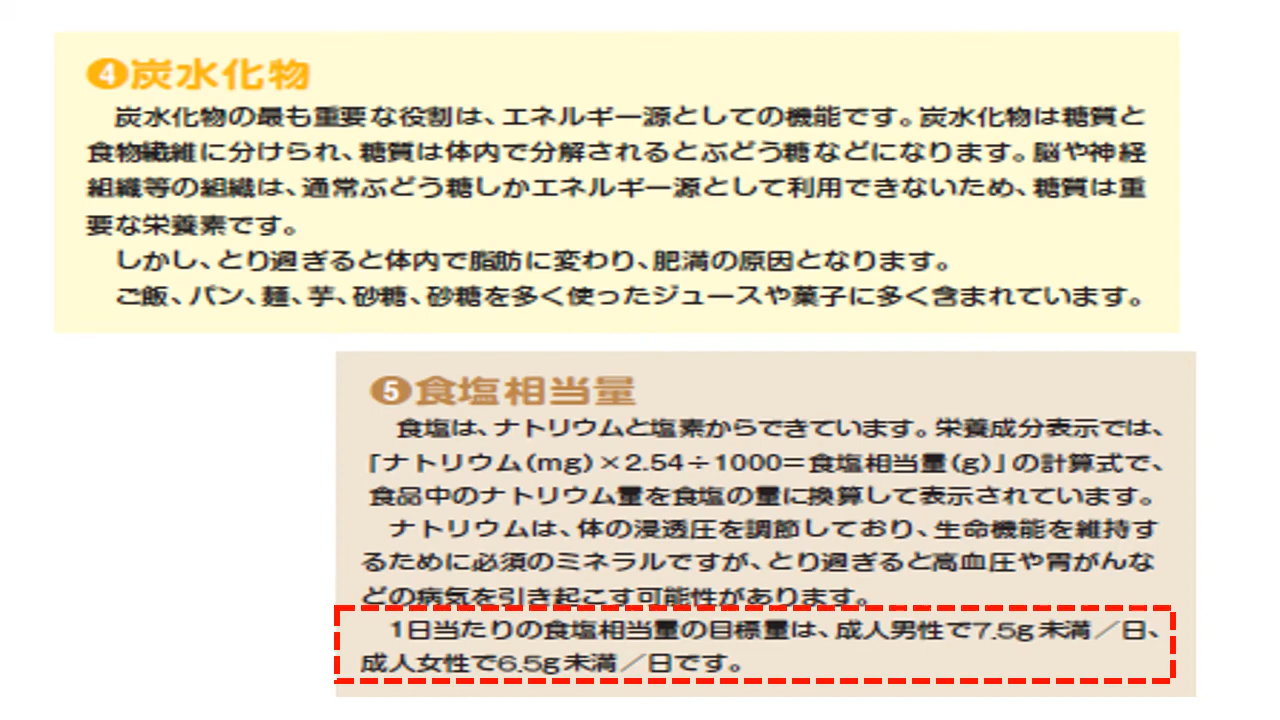 ❹炭水化物
炭水化物の最も重要な役割は、エネルギー源としての機能です。炭水化物は糖質と
食物繊維に分けられ、糖質は体内で分解されるとぶどう糖などになります。脳や神経
組織等の組織は、通常ぶどう糖しかエネルギー源として利用できないため、糖質は重
要な栄養素です。
しかし、とり過ぎると体内で脂肪に変わり、肥満の原因となります。
ご飯、パン、麺、芋、砂糖、砂糖を多く使ったジュースや菓子に多く含まれています。
❺食塩相当量
食塩は、ナトリウムと塩素からできています。栄養成分表示では、
「ナトリウム(mg)×2.54÷1000=食塩相当量(g)」の計算式で、
食品中のナトリウム量を食塩の量に換算して表示されています。
ナトリウムは、体の浸透圧を調節しており、生命機能を維持す
るために必須のミネラルですが、とり過ぎると高血圧や胃がんな
どの病気を引き起こす可能性があります。
1日当たりの食塩相当量の目標量は、成人男性で7.5g未満／日、
成人女性で6.5g未満／日です。